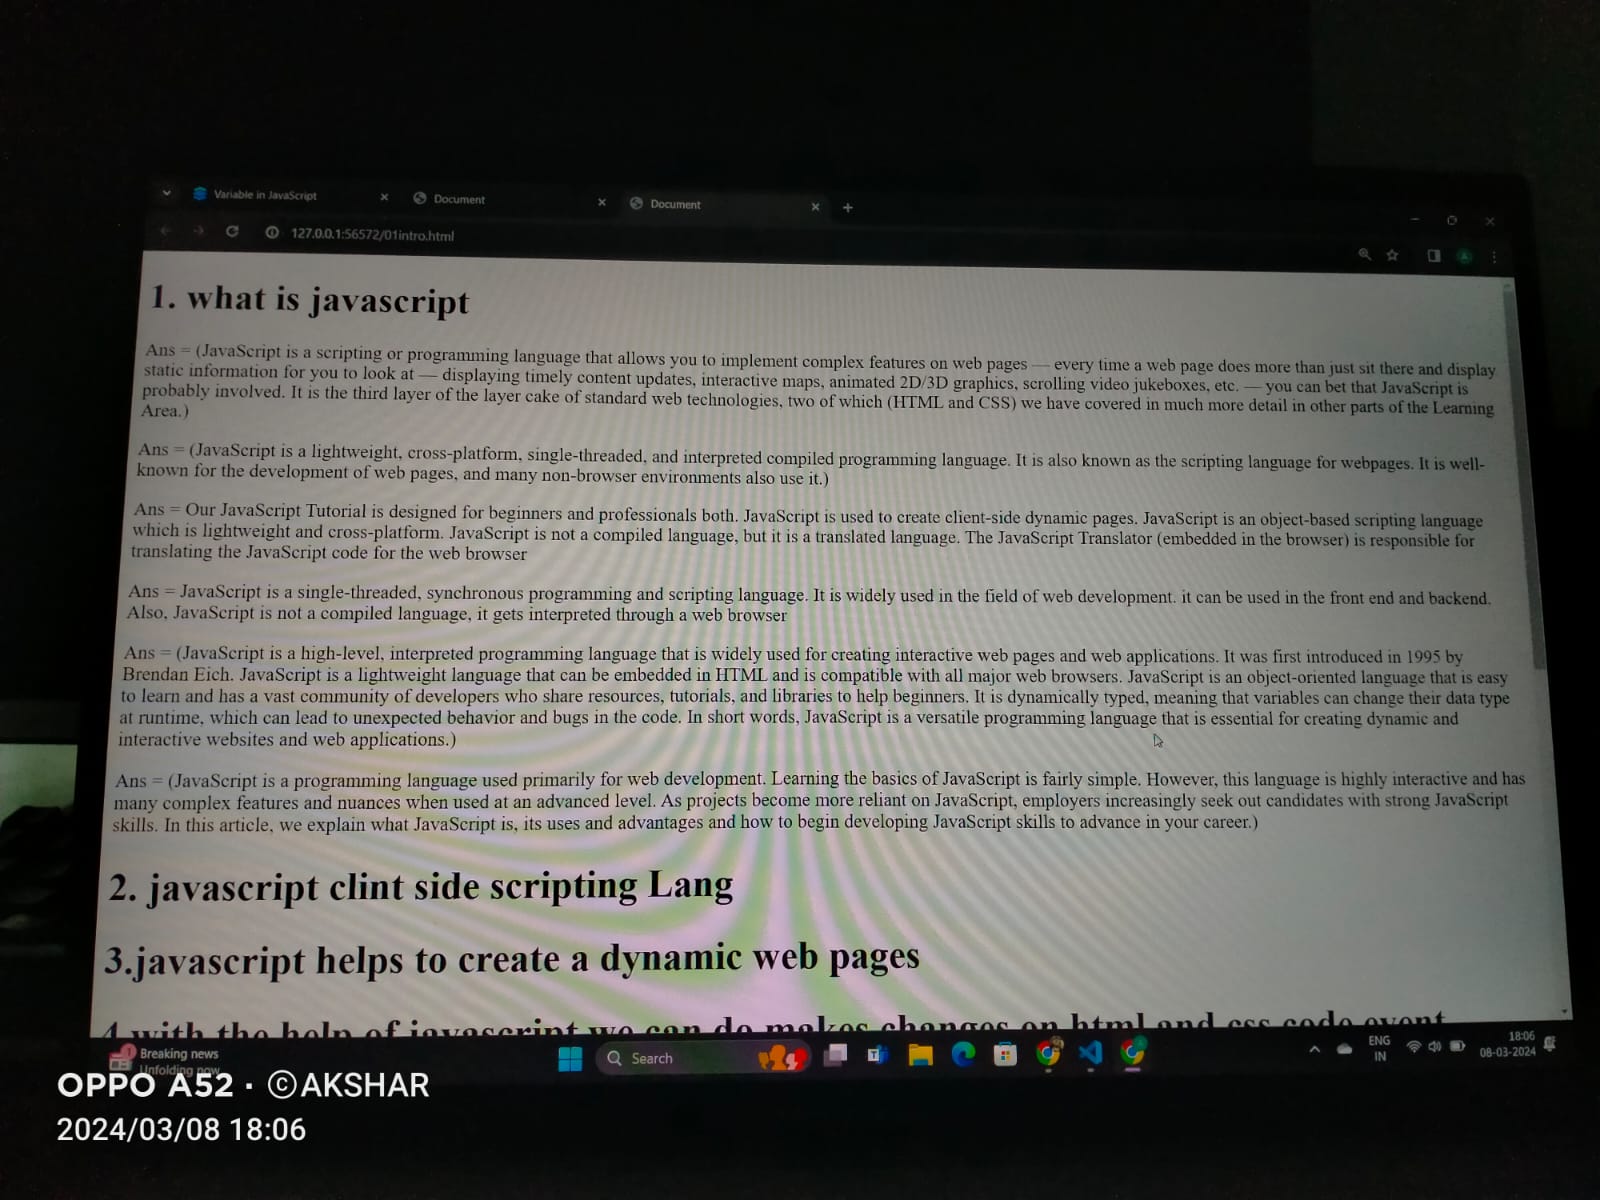 Variable in JavaScript
Document
Document
127.0.0.1:56572/01intro.html
1. what is javascript
Ans = (JavaScript is a scripting or programming language that allows you to implement complex features on web pages — every time a web page does more than just sit there and display
static information for you to look at — displaying timely content updates, interactive maps, animated 2D/3D graphics, scrolling video jukeboxes, etc. — you can bet that JavaScript is
probably involved. It is the third layer of the layer cake of standard web technologies, two of which (HTML and CSS) we have covered in much more detail in other parts of the Learning
Area.)
Ans = (JavaScript is a lightweight, cross-platform, single-threaded, and interpreted compiled programming language. It is also known as the scripting language for webpages. It is well-
known for the development of web pages, and many non-browser environments also use it.)
Ans = Our JavaScript Tutorial is designed for beginners and professionals both. JavaScript is used to create client-side dynamic pages. JavaScript is an object-based scripting language
which is lightweight and cross-platform. JavaScript is not a compiled language, but it is a translated language. The JavaScript Translator (embedded in the browser) is responsible for
translating the JavaScript code for the web browser
Ans = JavaScript is a single-threaded, synchronous programming and scripting language. It is widely used in the field of web development. it can be used in the front end and backend.
Also, JavaScript is not a compiled language, it gets interpreted through a web browser
Ans = (JavaScript is a high-level, interpreted programming language that is widely used for creating interactive web pages and web applications. It was first introduced in 1995 by
Brendan Eich. JavaScript is a lightweight language that can be embedded in HTML and is compatible with all major web browsers. JavaScript is an object-oriented language that is easy
to learn and has a vast community of developers who share resources, tutorials, and libraries to help beginners. It is dynamically typed, meaning that variables can change their data type
at runtime, which can lead to unexpected behavior and bugs in the code. In short words, JavaScript is a versatile programming language that is essential for creating dynamic and
interactive websites and web applications.)
Ans = (JavaScript is a programming language used primarily for web development. Learning the basics of JavaScript is fairly simple. However, this language is highly interactive and has
many complex features and nuances when used at an advanced level. As projects become more reliant on JavaScript, employers increasingly seek out candidates with strong JavaScript
skills. In this article, we explain what JavaScript is, its uses and advantages and how to begin developing JavaScript skills to advance in your career.)
2. javascript clint side scripting Lang
3.javascript helps to create a dynamic web pages
4.with the help of javascript we can do makes changes on html and css code event
Breaking news
Unfolding now
Search
ENG
IN
18:06
08-03-2024
OPPO A52 · ©AKSHAR
2024/03/08 18:06